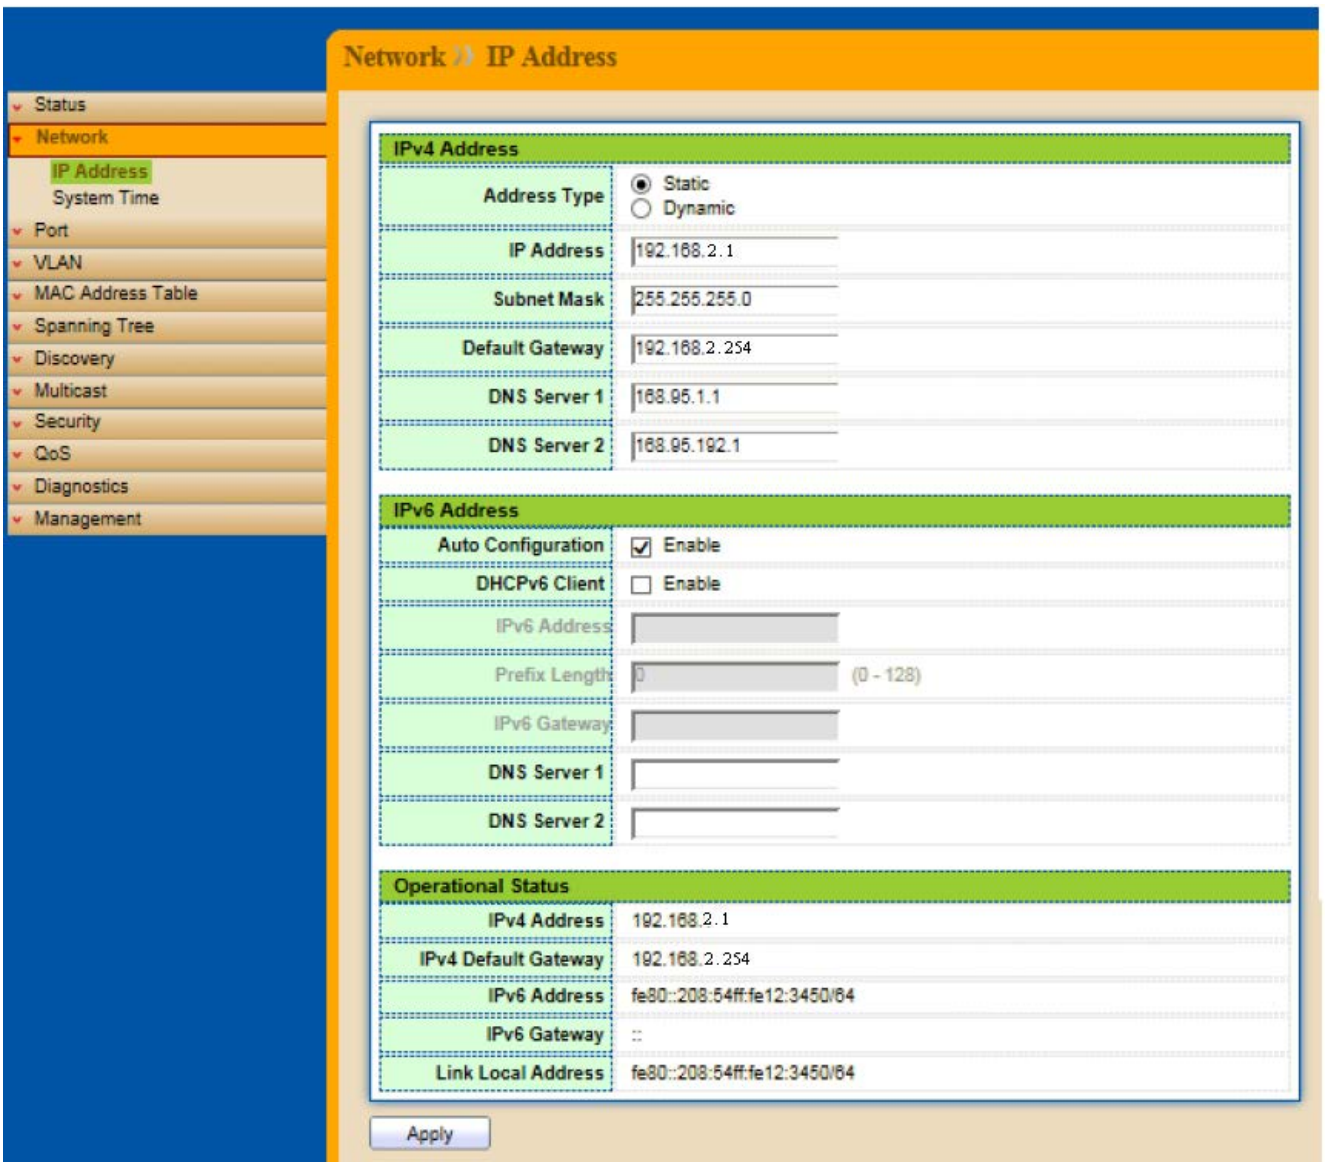 Network » IP Address
Status
Network
IP Address
System Time
Port
VLAN
MAC Address Table
Spanning Tree
Discovery
Multicast
Security
QoS
Diagnostics
Management
IPv4 Address
Address Type
Static
Dynamic
IP Address 192.168.2.1
Subnet Mask 255.255.255.0
Default Gateway 192.168.2.254
DNS Server 1 168.95.1.1
DNS Server 2 168.95.192.1
IPv6 Address
Auto Configuration Enable
DHCPv6 Client Enable
IPv6 Address
Prefix Length 0 (0 - 128)
IPv6 Gateway
DNS Server 1
DNS Server 2
Operational Status
IPv4 Address 192.168.2.1
IPv4 Default Gateway 192.168.2.254
IPv6 Address fe80::208:54ff:fe12:3450/64
IPv6 Gateway ::
Link Local Address fe80::208:54ff:fe12:3450/64
Apply